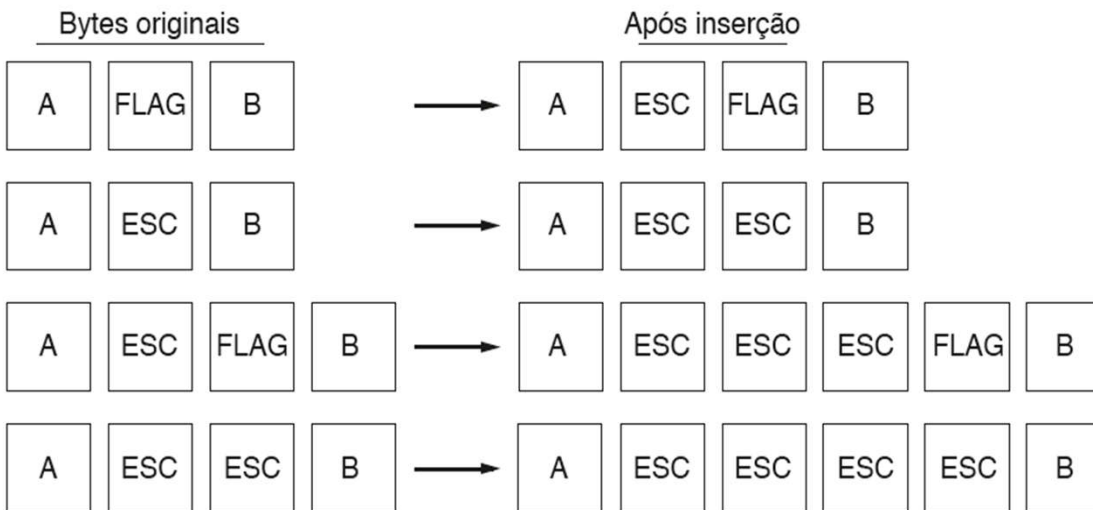 Bytes originais Após inserção
A FLAG B A ESC FLAG B
A ESC B A ESC ESC B
A ESC FLAG B A ESC ESC ESC FLAG B
A ESC ESC B A ESC ESC ESC ESC B